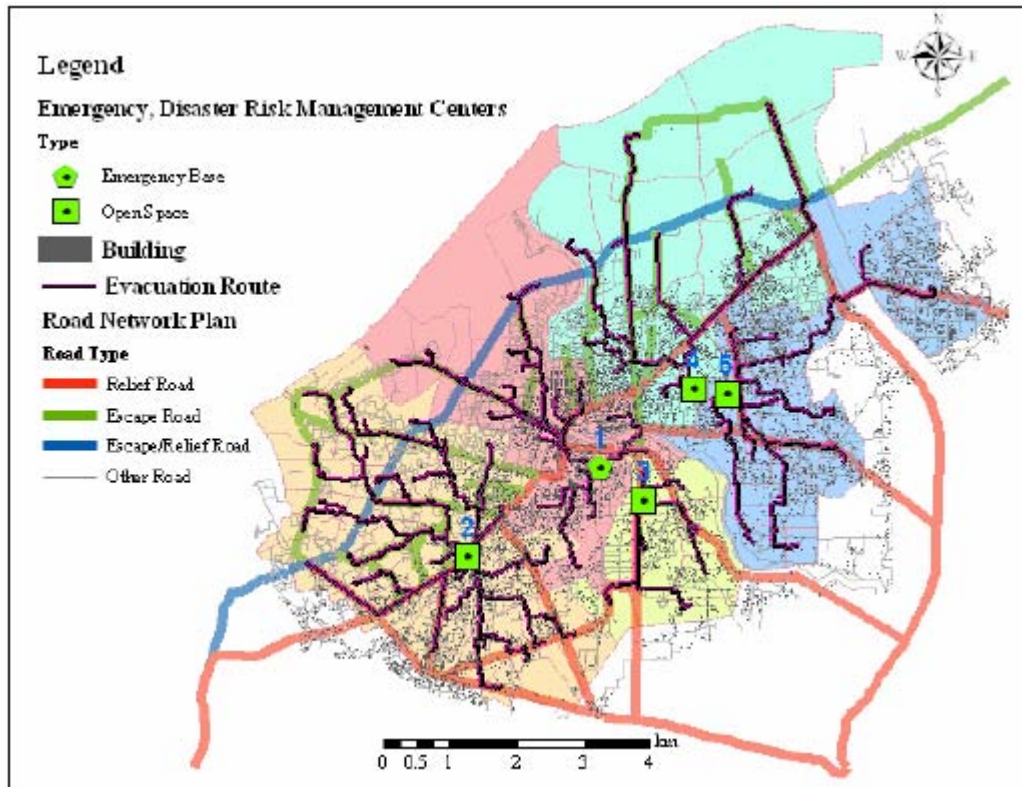 Legend
Emergency, Disaster Risk Management Centers
Type
Emergency Base
Open Space
Building
Evacuation Route
Road Network Plan
Road Type
Relief Road
Escape Road
Escape/Relief Road
Other Road
N
W E
S
4 5
1
3
2
km
0 0.5 1 2 3 4